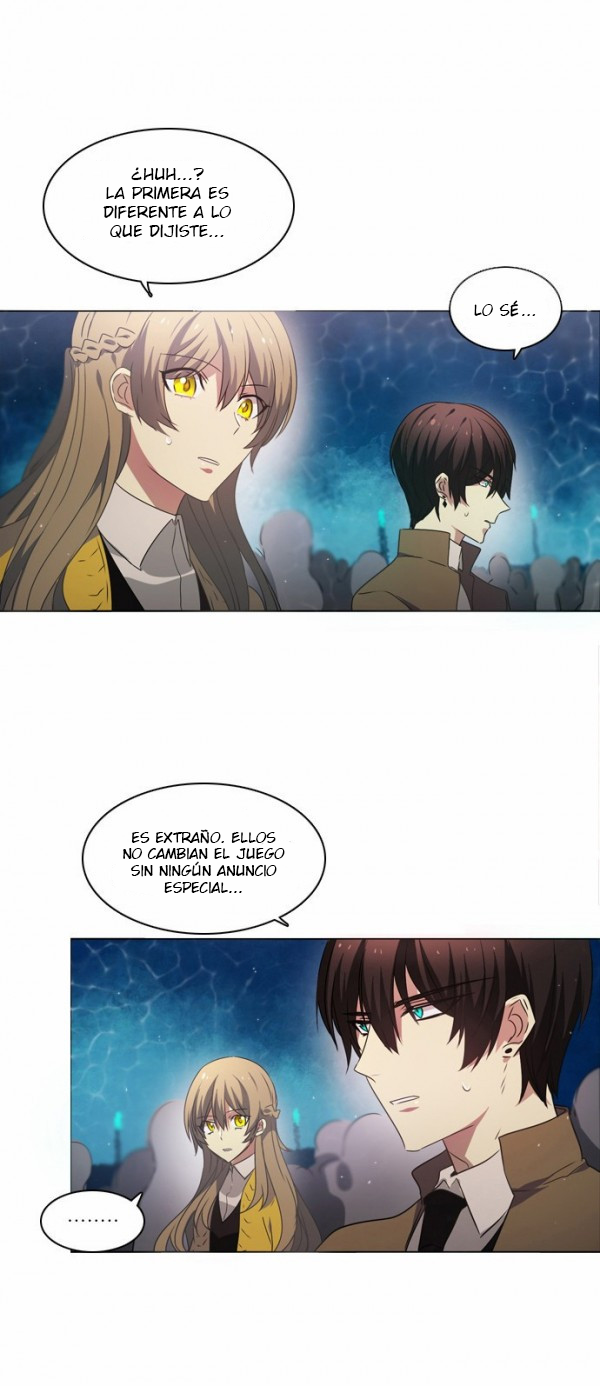 ¿HUH...?
LA PRIMERA ES
DIFERENTE A LO
QUE DIJISTE...
LO SÉ...
ES EXTRAÑO. ELLOS
NO CAMBIAN EL JUEGO
SIN NINGÚN ANUNCIO
ESPECIAL...
........